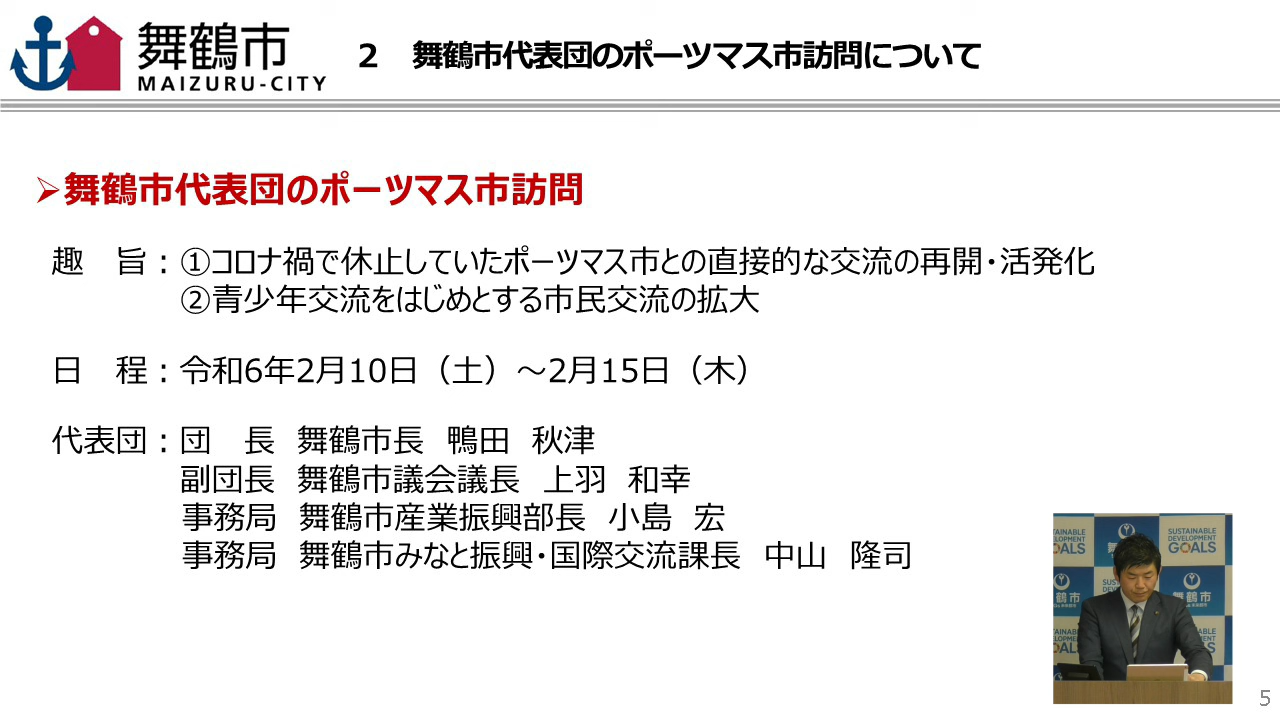 舞鶴市
MAIZURU-CITY
2　舞鶴市代表団のポーツマス市訪問について
➢舞鶴市代表団のポーツマス市訪問
趣　旨：①コロナ禍で休止していたポーツマス市との直接的な交流の再開・活発化
②青少年交流をはじめとする市民交流の拡大
日　程：令和6年2月10日（土）～2月15日（木）
代表団：団　長　舞鶴市長　鴨田　秋津
副団長　舞鶴市議会議長　上羽　和幸
事務局　舞鶴市産業振興部長　小島　宏
事務局　舞鶴市みなと振興・国際交流課長　中山　隆司
SUSTAINABLE
DEVELOPMENT
GOALS
舞鶴市
5